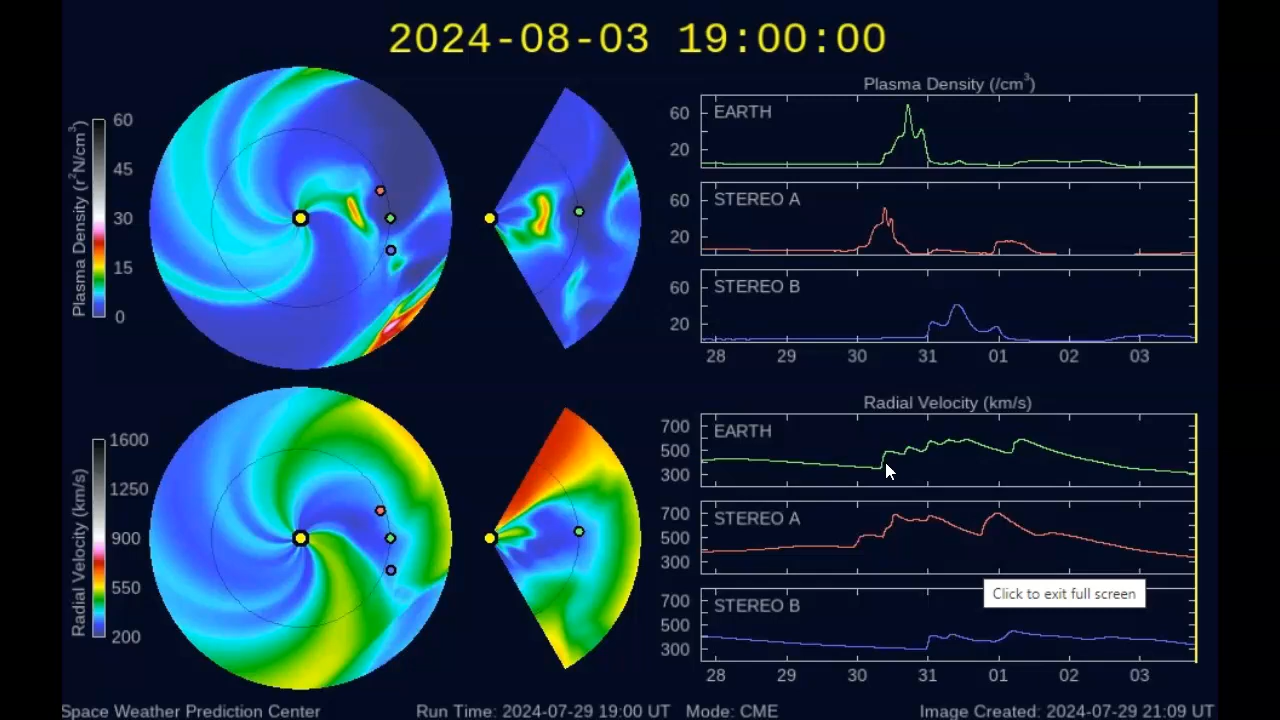 2024-08-03 19:00:00
Plasma Density (r²N/cm³)
60
45
30
15
0
Plasma Density (/cm³)
EARTH
60
20
STEREO A
60
20
STEREO B
60
20
28 29 30 31 01 02 03
Radial Velocity (km/s)
1600
1250
900
550
200
Radial Velocity (km/s)
EARTH
700
500
300
STEREO A
700
500
300
Click to exit full screen
STEREO B
700
500
300
28 29 30 31 01 02 03
Space Weather Prediction Center Run Time: 2024-07-29 19:00 UT Mode: CME Image Created: 2024-07-29 21:09 UT